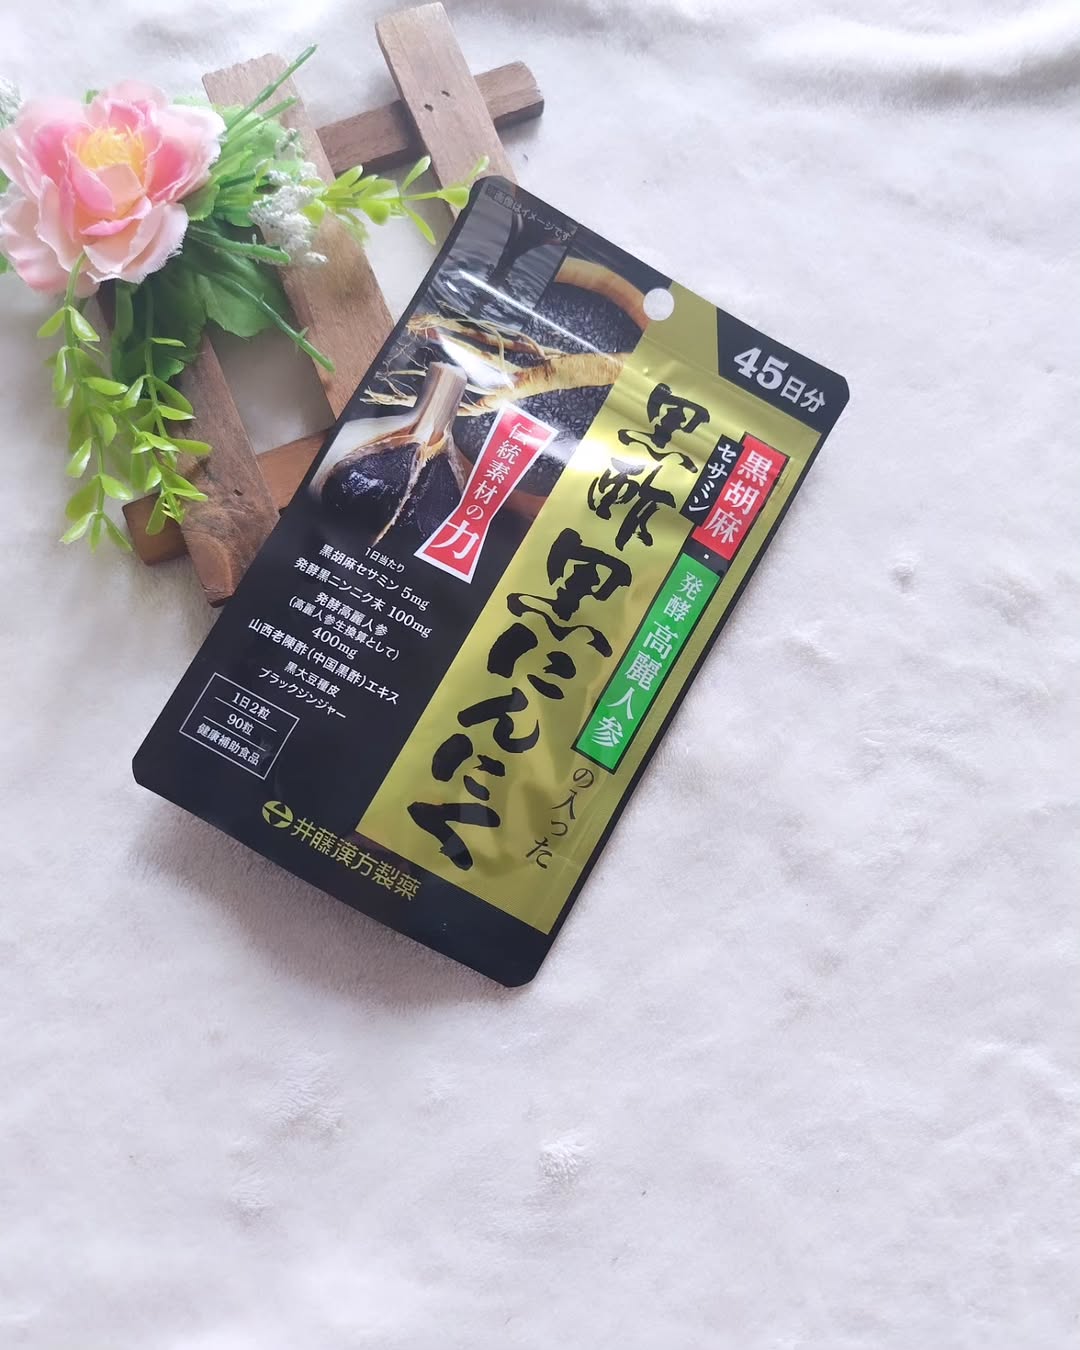 画像はイメージです
45日分
黒胡麻
セサミン
・
発酵高麗人参
の入った
黒酢黒にんにく
伝統素材の力
1日当たり
黒胡麻セサミン 5mg
発酵黒ニンニク末 100mg
発酵高麗人参
(高麗人参生換算として)
400mg
山西老陳酢(中国黒酢)エキス
黒大豆種皮
ブラックジンジャー
1日2粒
90粒
健康補助食品
井藤漢方製薬